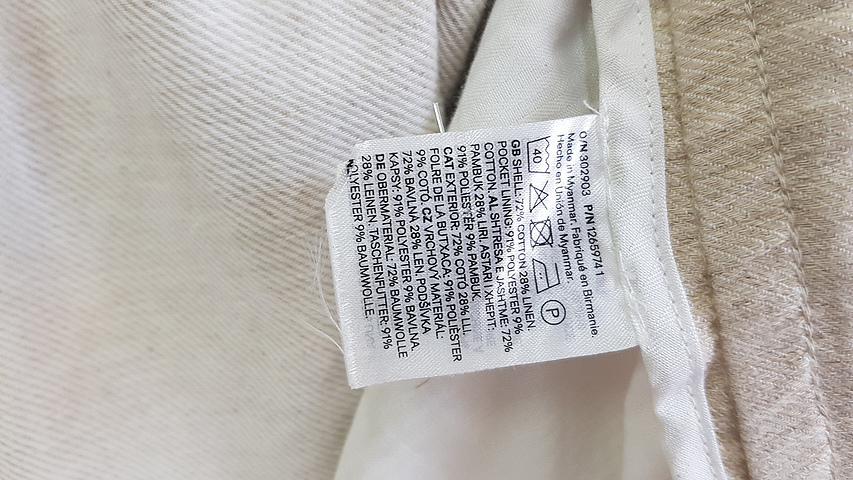 O/N 302903 P/N 1265974 1
Made in Myanmar. Fabriqué en Birmanie.
Hecho en Unión de Myanmar.
40 P
GB SHELL: 72% COTTON 28% LINEN.
POCKET LINING: 91% POLYESTER 9%
COTTON. AL SHTRESA E JASHTME: 72%
PAMBUK 28% LIRI. ASTARI I XHEPIT:
91% POLIESTER 9% PAMBUK.
CAT EXTERIOR: 72% COTÓ 28% LLI.
FOLRE DE LA BUTXACA: 91% POLIÈSTER
9% COTÓ. CZ VRCHOVÝ MATERIÁL:
72% BAVLNA 28% LEN. PODŠÍVKA
KAPSY: 91% POLYESTER 9% BAVLNA.
DE OBERMATERIAL: 72% BAUMWOLLE
28% LEINEN. TASCHENFUTTER: 91%
POLYESTER 9% BAUMWOLLE.